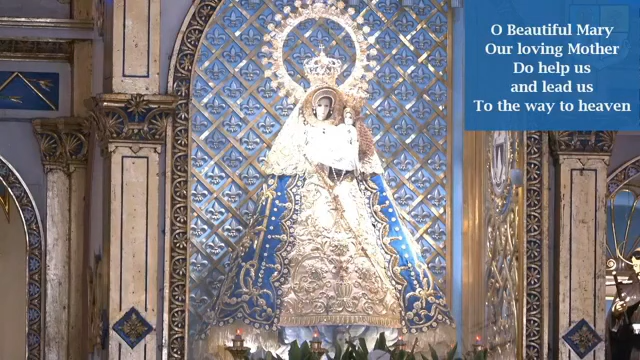 O Beautiful Mary
Our loving Mother
Do help us
and lead us
To the way to heaven